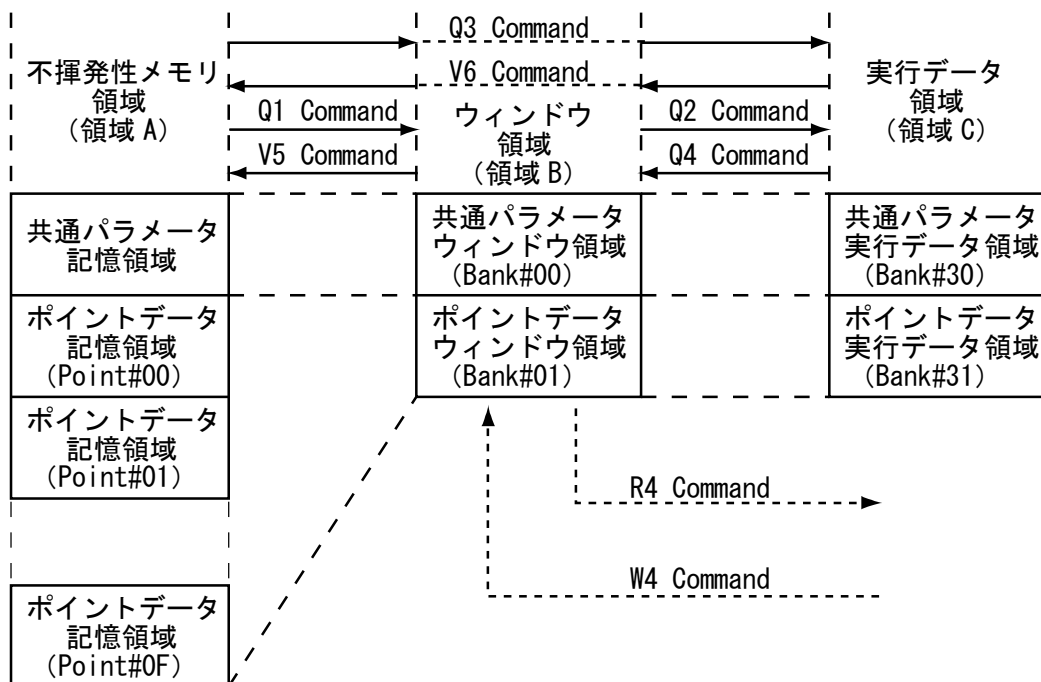 Q3 Command
V6 Command
不揮発性メモリ
領域
(領域 A)
Q1 Command
V5 Command
ウィンドウ
領域
(領域 B)
Q2 Command
Q4 Command
実行データ
領域
(領域 C)
共通パラメータ
記憶領域
共通パラメータ
ウィンドウ領域
(Bank#00)
共通パラメータ
実行データ領域
(Bank#30)
ポイントデータ
記憶領域
(Point#00)
ポイントデータ
ウィンドウ領域
(Bank#01)
ポイントデータ
実行データ領域
(Bank#31)
ポイントデータ
記憶領域
(Point#01)
R4 Command
W4 Command
ポイントデータ
記憶領域
(Point#0F)